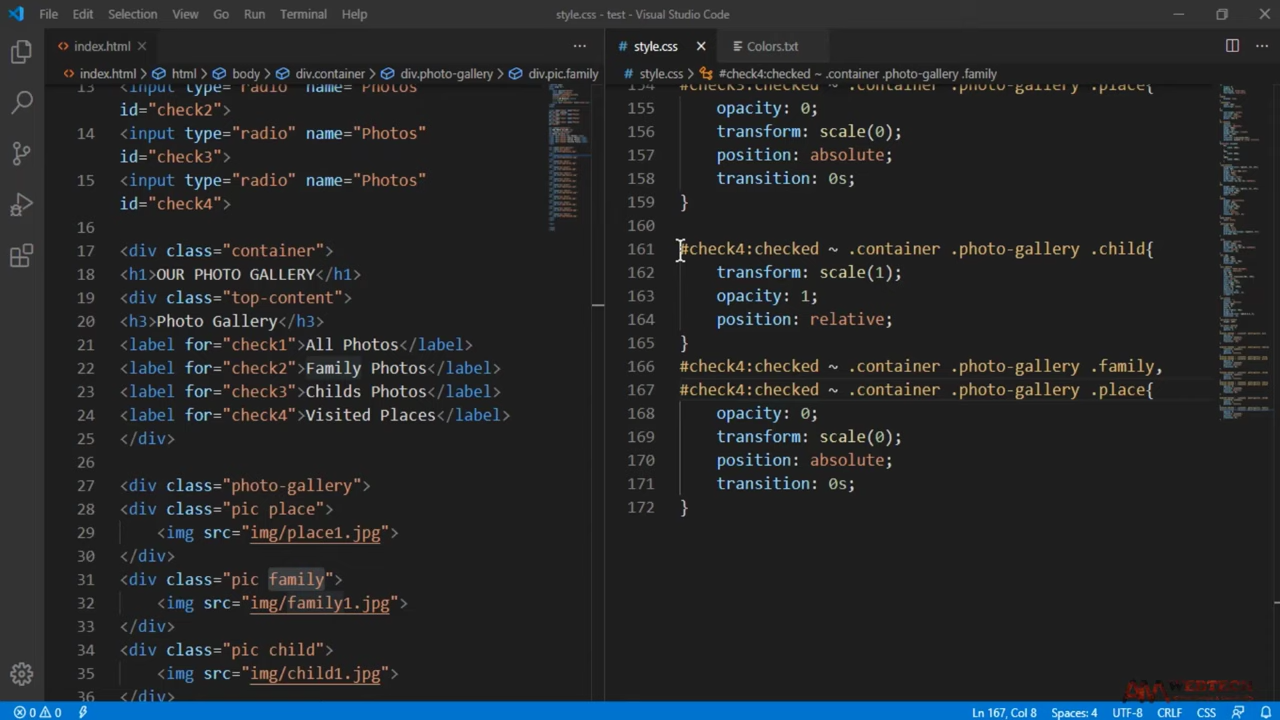 File Edit Selection View Go Run Terminal Help style.css - test - Visual Studio Code
index.html
index.html > html > body > div.container > div.photo-gallery > div.pic.family
13 <input type="radio" name="Photos"
id="check2">
14 <input type="radio" name="Photos"
id="check3">
15 <input type="radio" name="Photos"
id="check4">
16
17 <div class="container">
18 <h1>OUR PHOTO GALLERY</h1>
19 <div class="top-content">
20 <h3>Photo Gallery</h3>
21 <label for="check1">All Photos</label>
22 <label for="check2">Family Photos</label>
23 <label for="check3">Childs Photos</label>
24 <label for="check4">Visited Places</label>
25 </div>
26
27 <div class="photo-gallery">
28 <div class="pic place">
29 <img src="img/place1.jpg">
30 </div>
31 <div class="pic family">
32 <img src="img/family1.jpg">
33 </div>
34 <div class="pic child">
35 <img src="img/child1.jpg">
36 </div>
style.css Colors.txt
style.css > #check4:checked ~ .container .photo-gallery .family
154 #check3:checked ~ .container .photo-gallery .place{
155 opacity: 0;
156 transform: scale(0);
157 position: absolute;
158 transition: 0s;
159 }
160
161 #check4:checked ~ .container .photo-gallery .child{
162 transform: scale(1);
163 opacity: 1;
164 position: relative;
165 }
166 #check4:checked ~ .container .photo-gallery .family,
167 #check4:checked ~ .container .photo-gallery .place{
168 opacity: 0;
169 transform: scale(0);
170 position: absolute;
171 transition: 0s;
172 }
0 0 Ln 167, Col 8 Spaces: 4 UTF-8 CRLF CSS